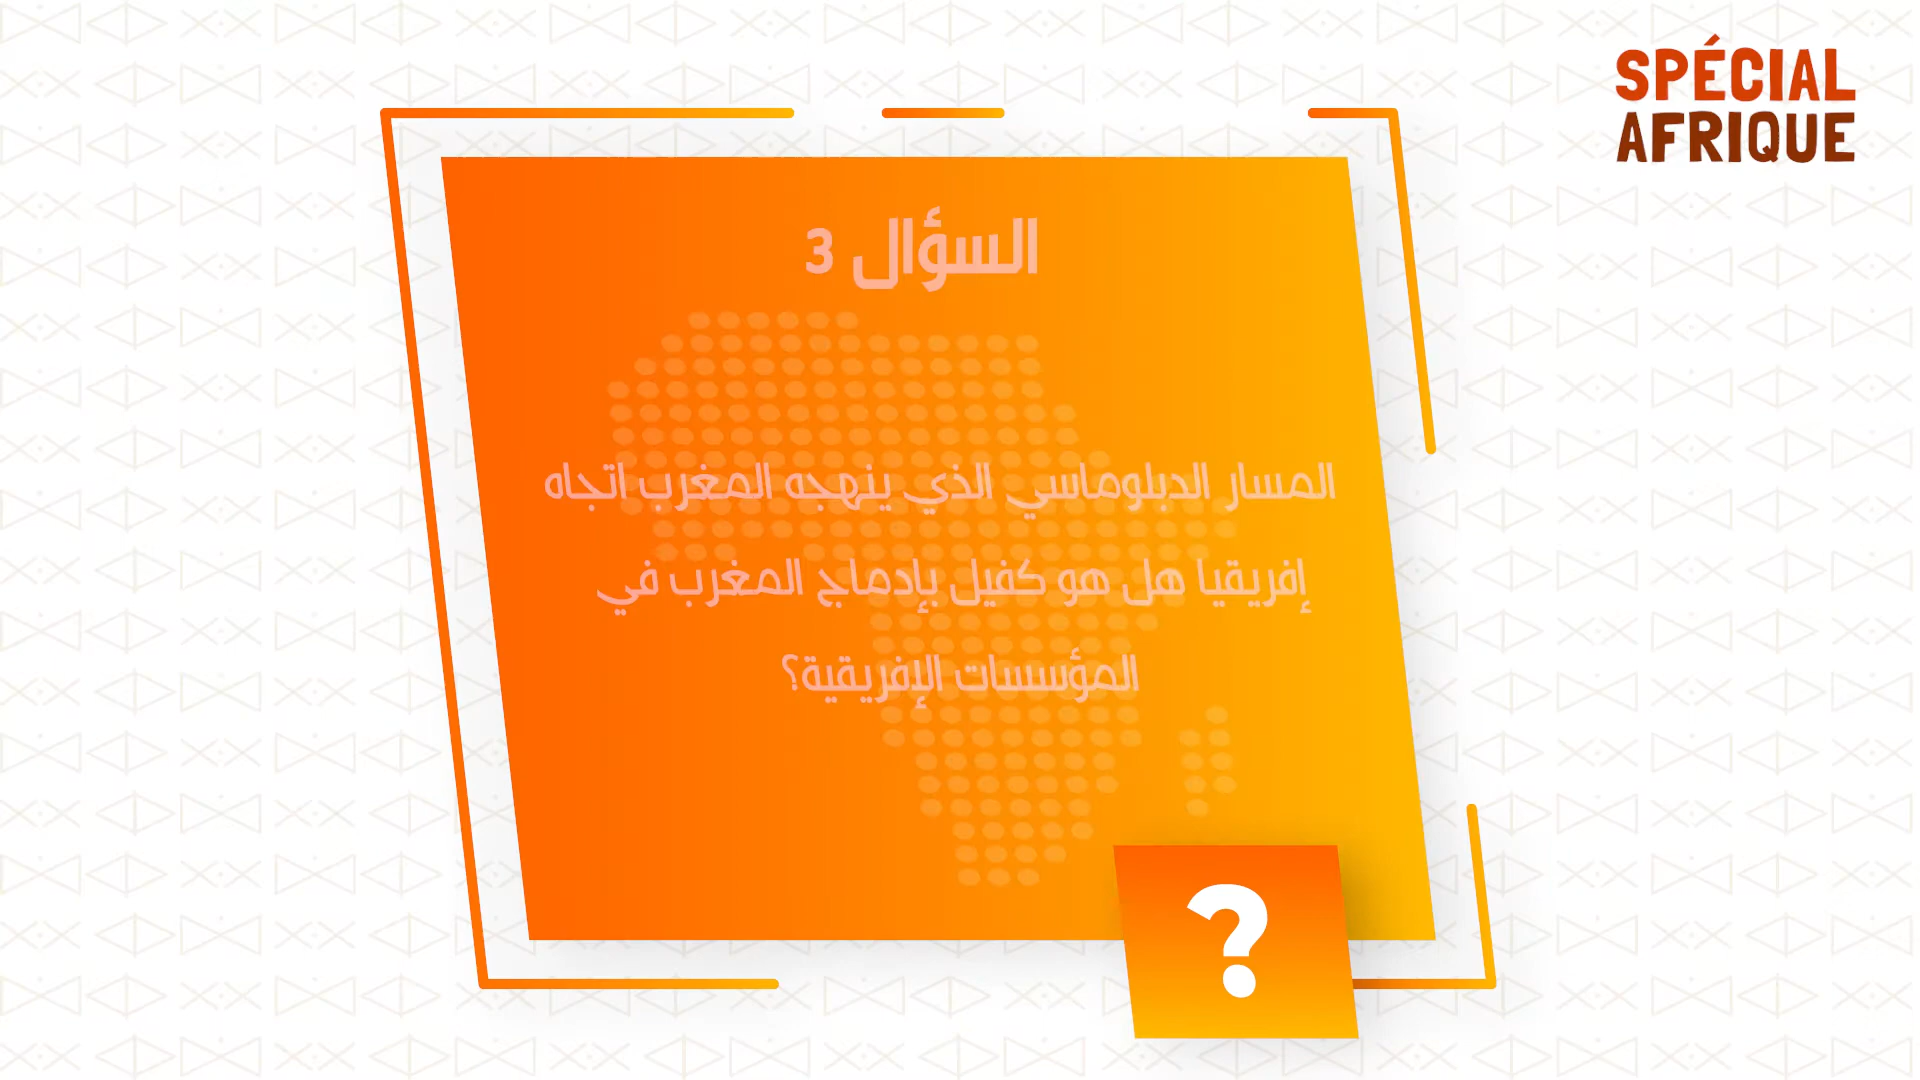 SPÉCIAL
AFRIQUE
السؤال 3
المسار الدبلوماسي الذي ينهجه المغرب اتجاه
إفريقيا هل هو كفيل بإدماج المغرب في
المؤسسات الإفريقية؟
?